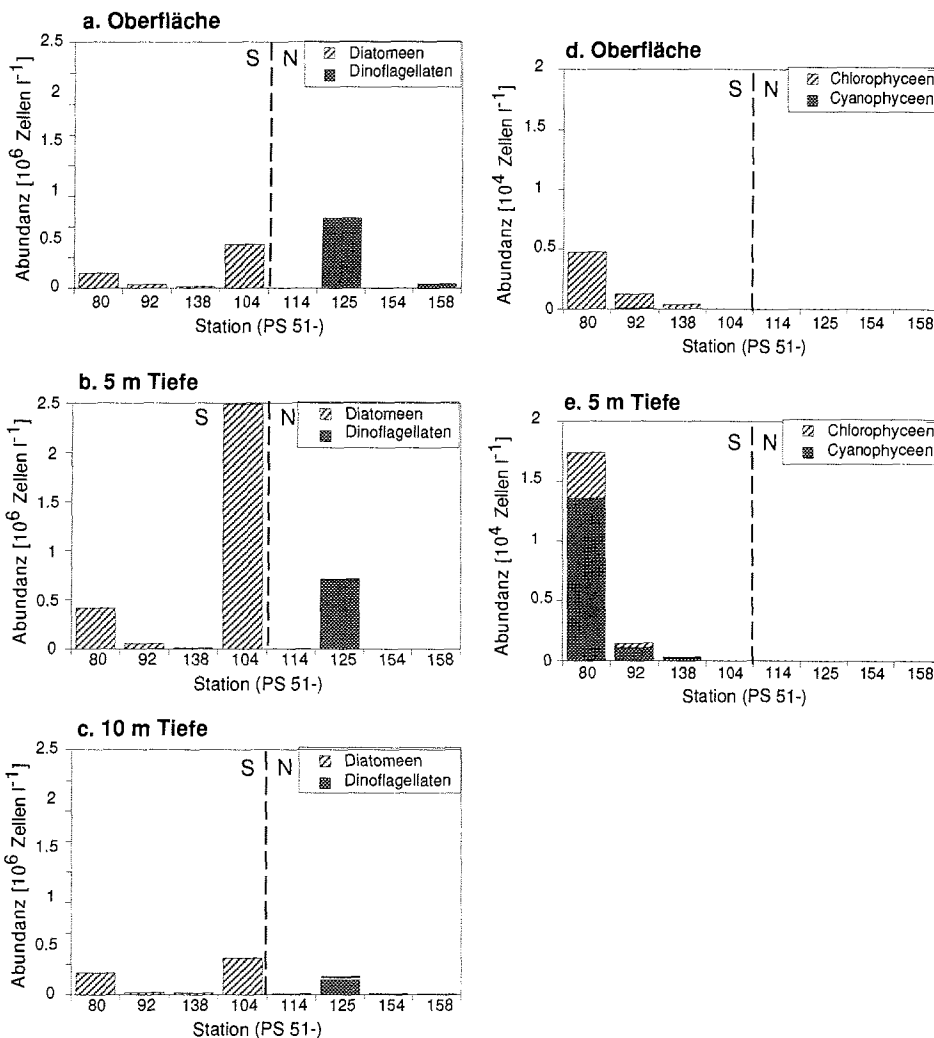 a. Oberfläche
Abundanz [10⁶ Zellen l⁻¹]
2.5
2
1.5
1
0.5
0
S N
Diatomeen
Dinoflagellaten
80 92 138 104 114 125 154 158
Station (PS 51-)
b. 5 m Tiefe
Abundanz [10⁶ Zellen l⁻¹]
2.5
2
1.5
1
0.5
0
S N
Diatomeen
Dinoflagellaten
80 92 138 104 114 125 154 158
Station (PS 51-)
c. 10 m Tiefe
Abundanz [10⁶ Zellen l⁻¹]
2.5
2
1.5
1
0.5
0
S N
Diatomeen
Dinoflagellaten
80 92 138 104 114 125 154 158
Station (PS 51-)
d. Oberfläche
Abundanz [10⁴ Zellen l⁻¹]
2
1.5
1
0.5
0
S N
Chlorophyceen
Cyanophyceen
80 92 138 104 114 125 154 158
Station (PS 51-)
e. 5 m Tiefe
Abundanz [10⁴ Zellen l⁻¹]
2
1.5
1
0.5
0
S N
Chlorophyceen
Cyanophyceen
80 92 138 104 114 125 154 158
Station (PS 51-)